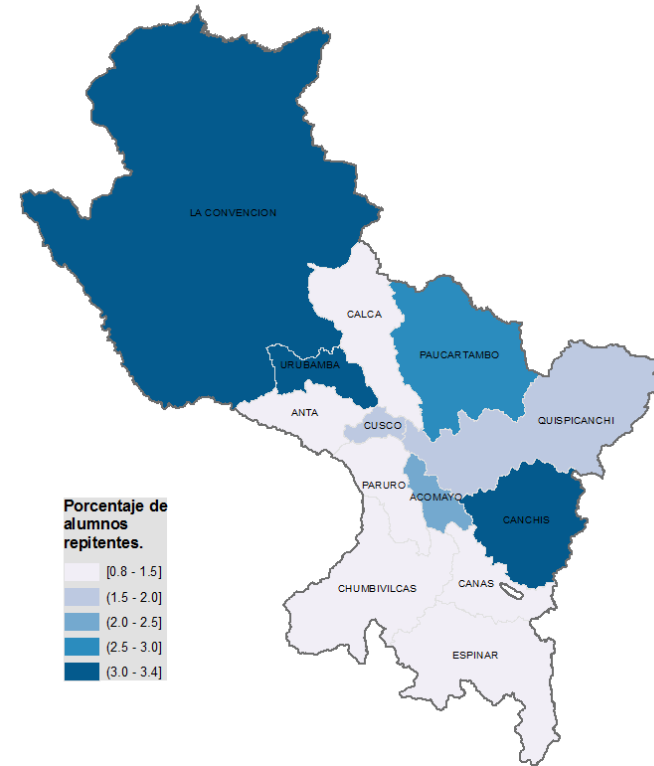 LA CONVENCION
CALCA
PAUCARTAMBO
URUBAMBA
ANTA
CUSCO
QUISPICANCHI
PARURO
ACOMAYO
CANCHIS
CHUMBIVILCAS
CANAS
ESPINAR
Porcentaje de
alumnos
repitentes.
[0.8 - 1.5]
(1.5 - 2.0]
(2.0 - 2.5]
(2.5 - 3.0]
(3.0 - 3.4]